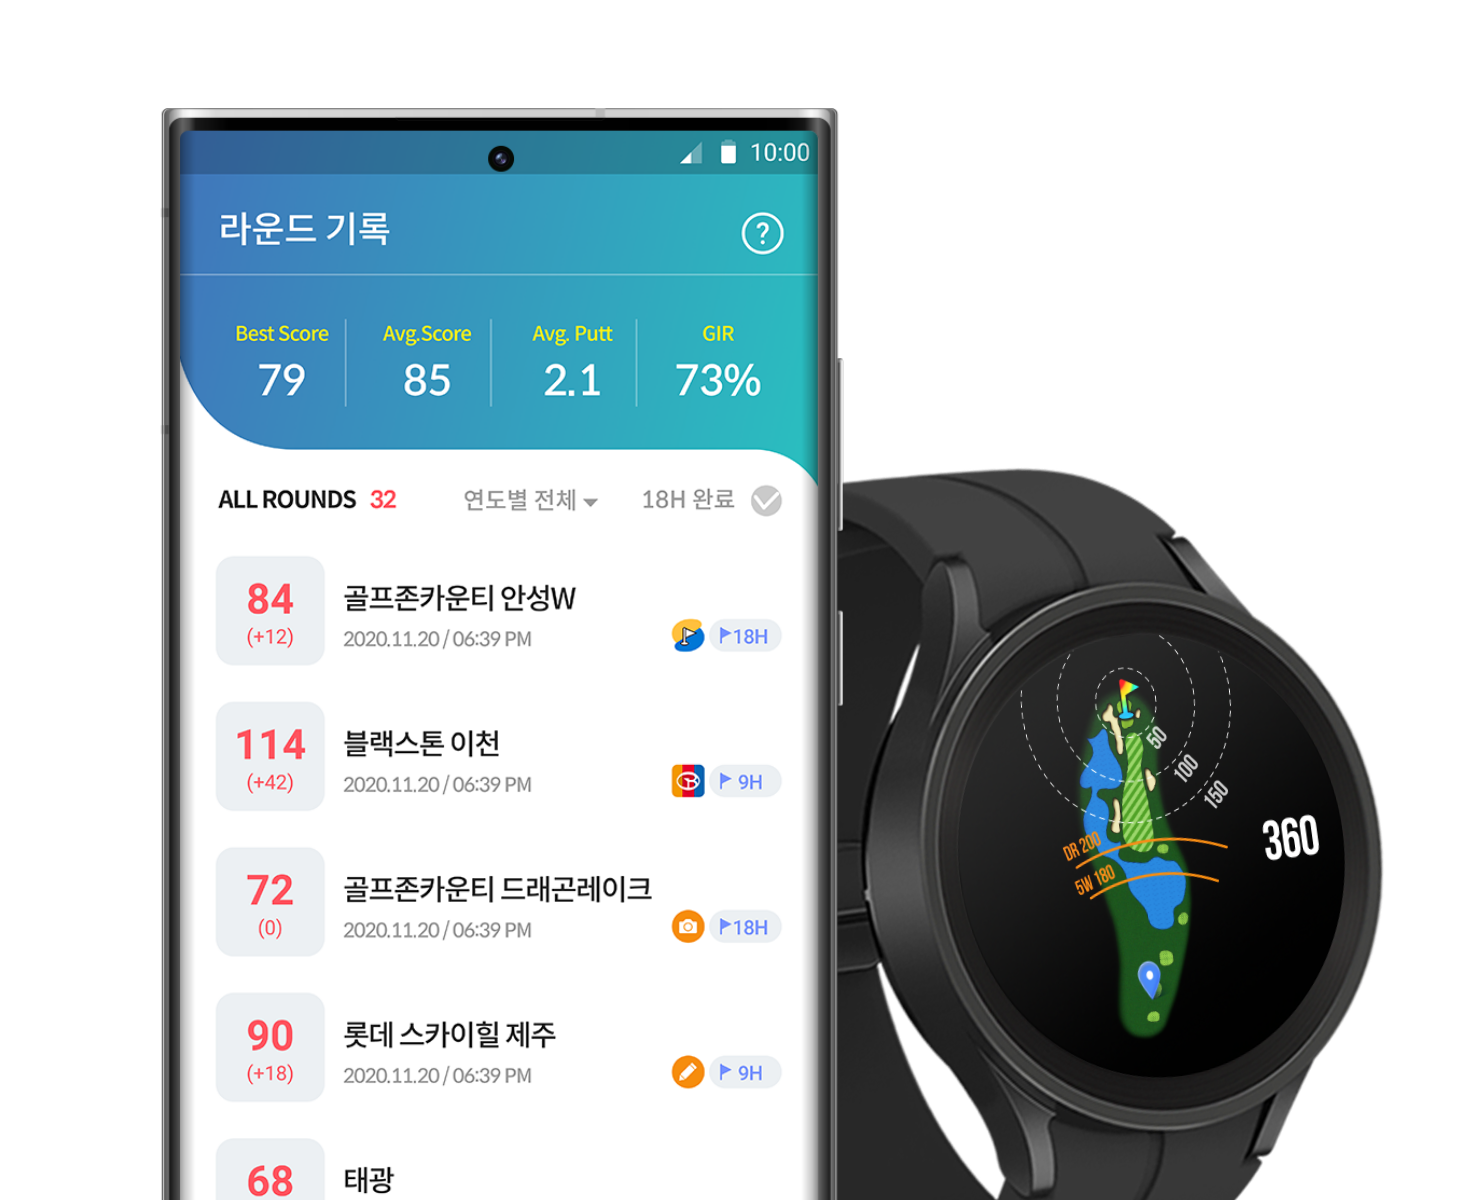 10:00
라운드 기록
?
Best Score
79
Avg.Score
85
Avg. Putt
2.1
GIR
73%
ALL ROUNDS 32
연도별 전체
18H 완료
84
(+12)
골프존카운티 안성W
2020.11.20 / 06:39 PM
18H
114
(+42)
블랙스톤 이천
2020.11.20 / 06:39 PM
9H
72
(0)
골프존카운티 드래곤레이크
2020.11.20 / 06:39 PM
18H
90
(+18)
롯데 스카이힐 제주
2020.11.20 / 06:39 PM
9H
68
태광
50
100
150
DR 200
5W 180
360